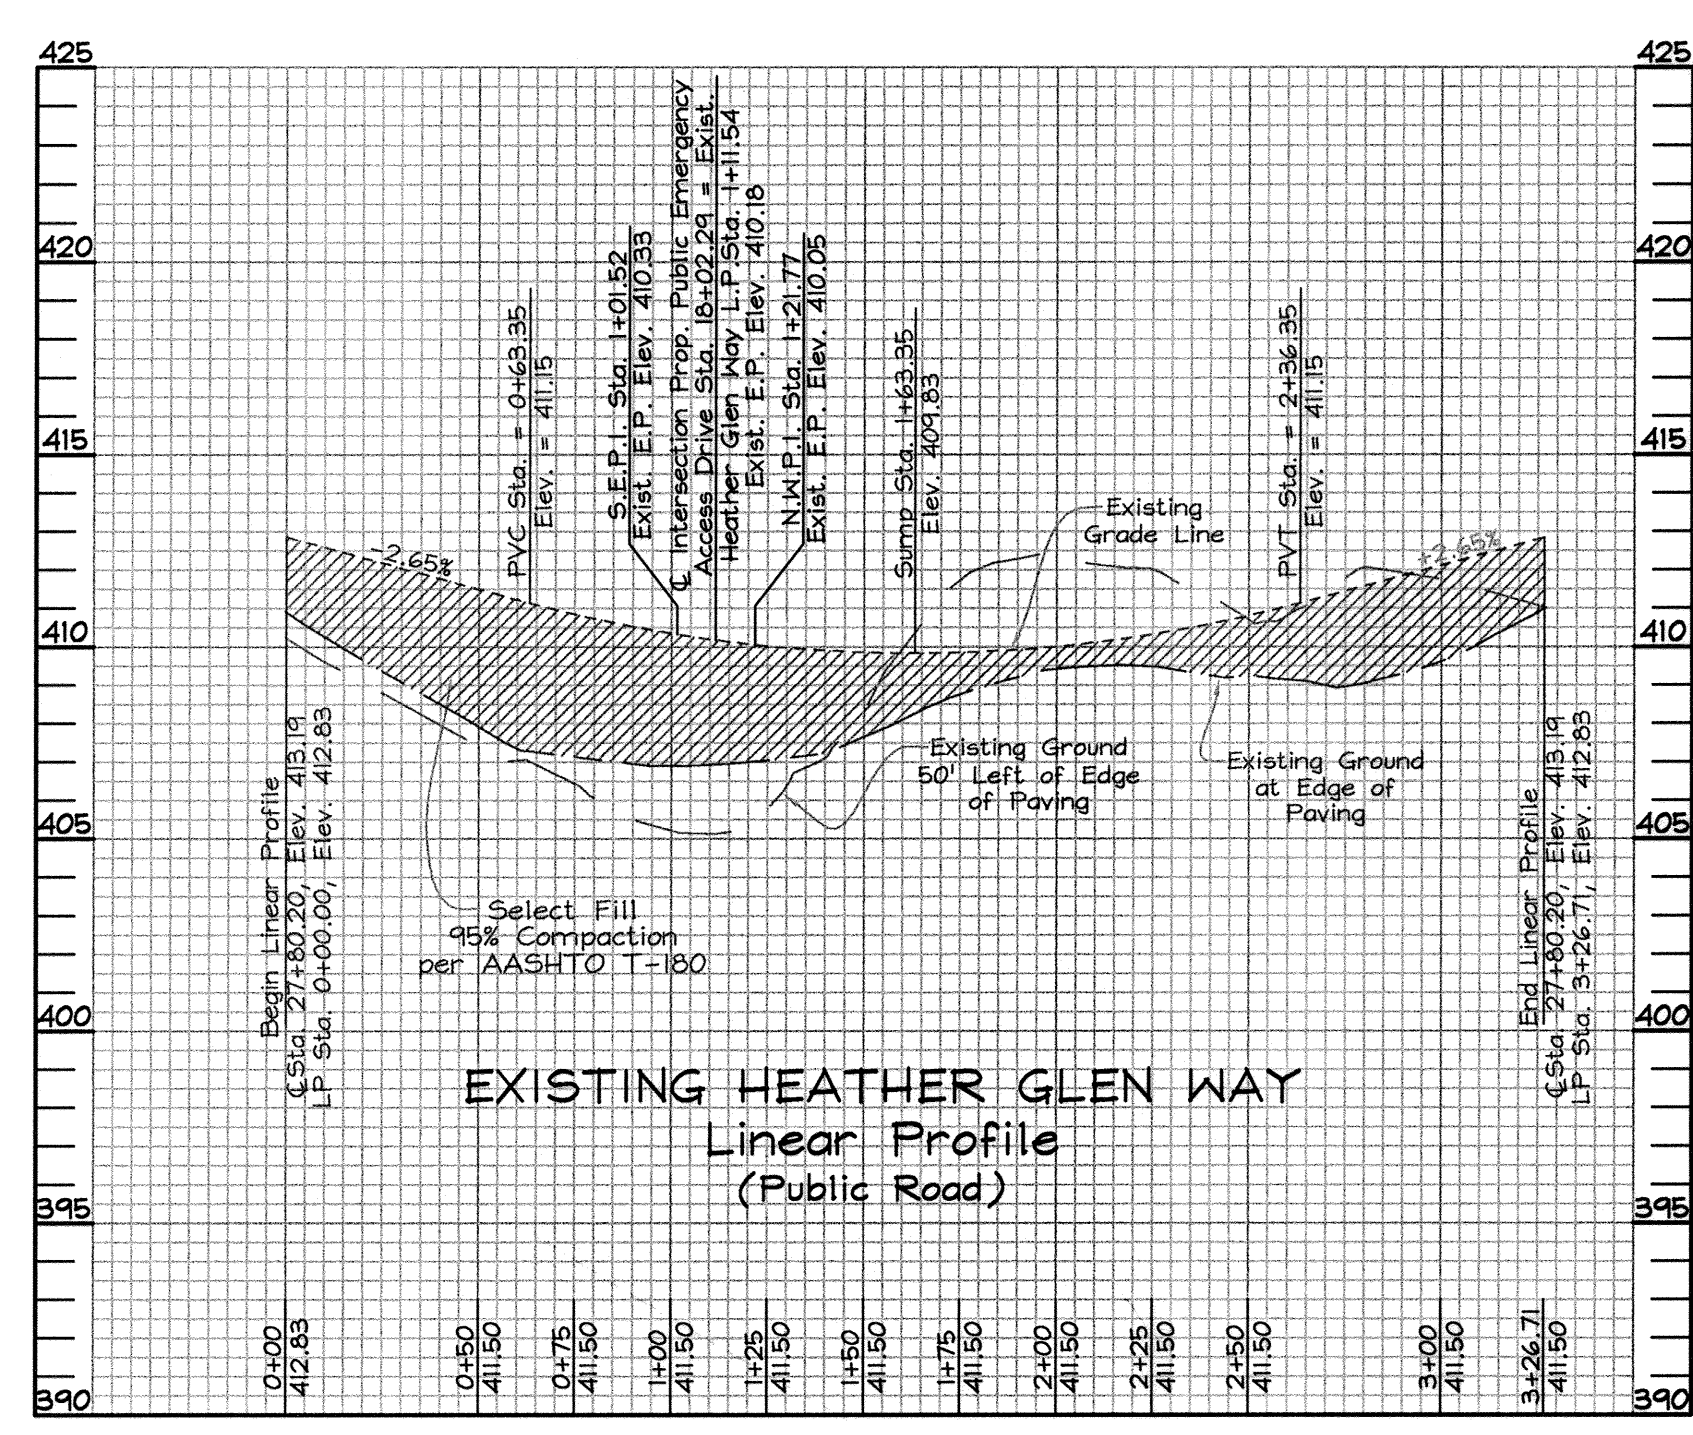 425
420
415
410
405
400
395
390
425
420
415
410
405
400
395
390
-2.65%
PVC Sta. = 0+63.35
Elev. = 411.15
S.E.P.I. Sta. 1+01.52
Exist. E.P. Elev. 410.33
℄ Intersection Prop. Public Emergency
Access Drive Sta. 18+02.29 = Exist.
Heather Glen Way L.P.Sta. 1+11.54
Exist. E.P. Elev. 410.18
N.W.P.I. Sta. 1+21.77
Exist. E.P. Elev. 410.05
Sump Sta. 1+63.35
Elev. 409.83
Existing
Grade Line
PVT Sta. = 2+36.35
Elev. = 411.15
+2.65%
Begin Linear Profile
℄Sta. 27+80.20, Elev. 413.19
LP Sta. 0+00.00, Elev. 412.83
Select Fill
95% Compaction
per AASHTO T-180
Existing Ground
50' Left of Edge
of Paving
Existing Ground
at Edge of
Paving
End Linear Profile
℄Sta. 27+80.20, Elev. 413.19
LP Sta. 3+26.71, Elev. 412.83
EXISTING HEATHER GLEN WAY
Linear Profile
(Public Road)
0+00
412.83
0+50
411.50
0+75
411.50
1+00
411.50
1+25
411.50
1+50
411.50
1+75
411.50
2+00
411.50
2+25
411.50
2+50
411.50
3+00
411.50
3+26.71
411.50